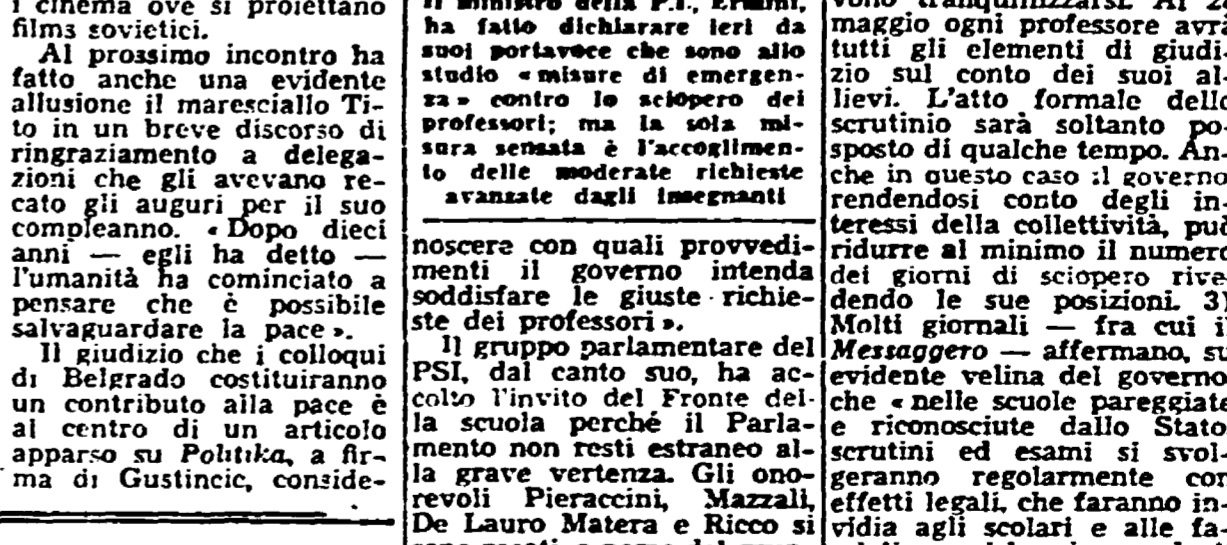 i cinema ove si proiettano
films sovietici.
Al prossimo incontro ha
fatto anche una evidente
allusione il maresciallo Ti-
to in un breve discorso di
ringraziamento a delega-
zioni che gli avevano re-
cato gli auguri per il suo
compleanno. « Dopo dieci
anni — egli ha detto —
l'umanità ha cominciato a
pensare che è possibile
salvaguardare la pace ».
Il giudizio che i colloqui
di Belgrado costituiranno
un contributo alla pace è
al centro di un articolo
apparso su Politika, a fir-
ma di Gustincic, conside-
Il ministro della P.I., Ermini,
ha fatto dichiarare ieri da
suoi portavoce che sono allo
studio « misure di emergen-
za » contro lo sciopero dei
professori; ma la sola mi-
sura sensata è l'accoglimen-
to delle moderate richieste
avanzate dagli insegnanti
noscere con quali provvedi-
menti il governo intenda
soddisfare le giuste richie-
ste dei professori ».
Il gruppo parlamentare del
PSI, dal canto suo, ha ac-
colto l'invito del Fronte del-
la scuola perché il Parla-
mento non resti estraneo al-
la grave vertenza. Gli ono-
revoli Pieraccini, Mazzali,
De Lauro Matera e Ricco si
vono tranquillizzarsi. Al
maggio ogni professore avrà
tutti gli elementi di giudi-
zio sul conto dei suoi al-
lievi. L'atto formale dello
scrutinio sarà soltanto po-
sposto di qualche tempo. An-
che in questo caso il governo
rendendosi conto degli in-
teressi della collettività, può
ridurre al minimo il numero
dei giorni di sciopero rive-
dendo le sue posizioni. 3)
Molti giornali — fra cui il
Messaggero — affermano, su
evidente velina del governo
che « nelle scuole pareggiate
e riconosciute dallo Stato
scrutini ed esami si svol-
geranno regolarmente con
effetti legali, che faranno in-
vidia agli scolari e alle fa-